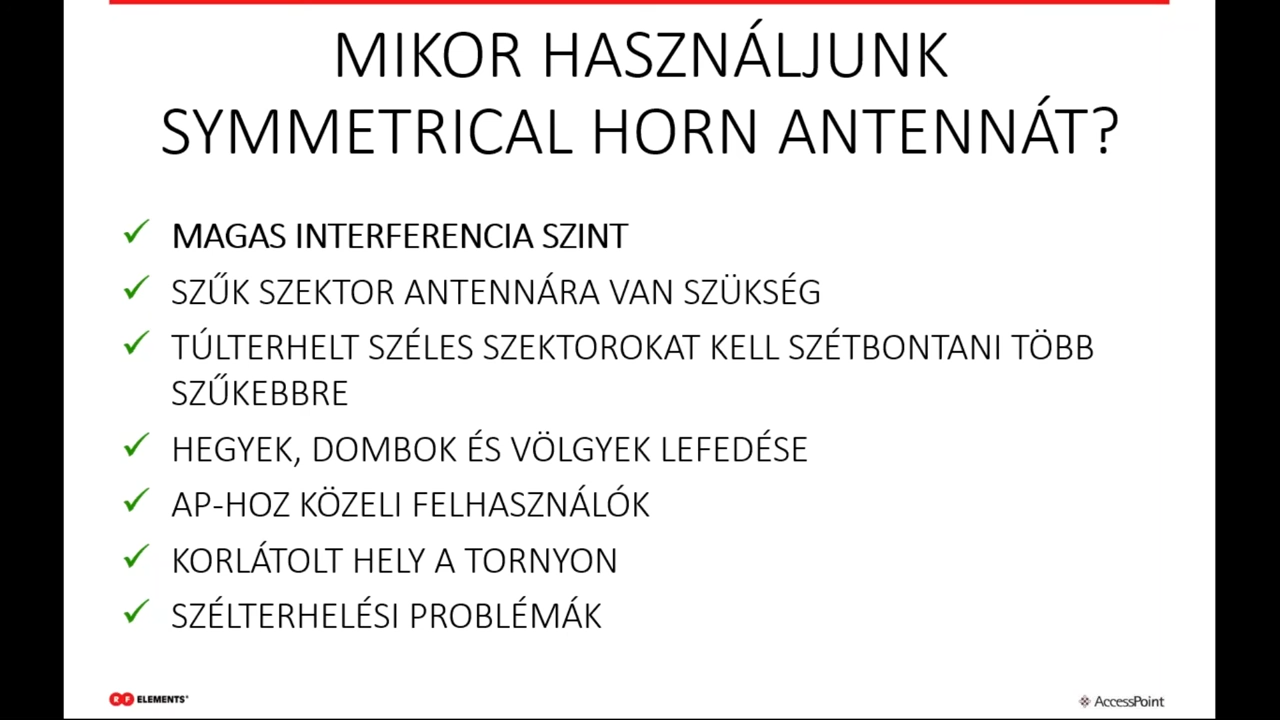 MIKOR HASZNÁLJUNK
SYMMETRICAL HORN ANTENNÁT?
MAGAS INTERFERENCIA SZINT
SZŰK SZEKTOR ANTENNÁRA VAN SZÜKSÉG
TÚLTERHELT SZÉLES SZEKTOROKAT KELL SZÉTBONTANI TÖBB
SZŰKEBBRE
HEGYEK, DOMBOK ÉS VÖLGYEK LEFEDÉSE
AP-HOZ KÖZELI FELHASZNÁLÓK
KORLÁTOLT HELY A TORNYON
SZÉLTERHELÉSI PROBLÉMÁK
RF ELEMENTS
AccessPoint